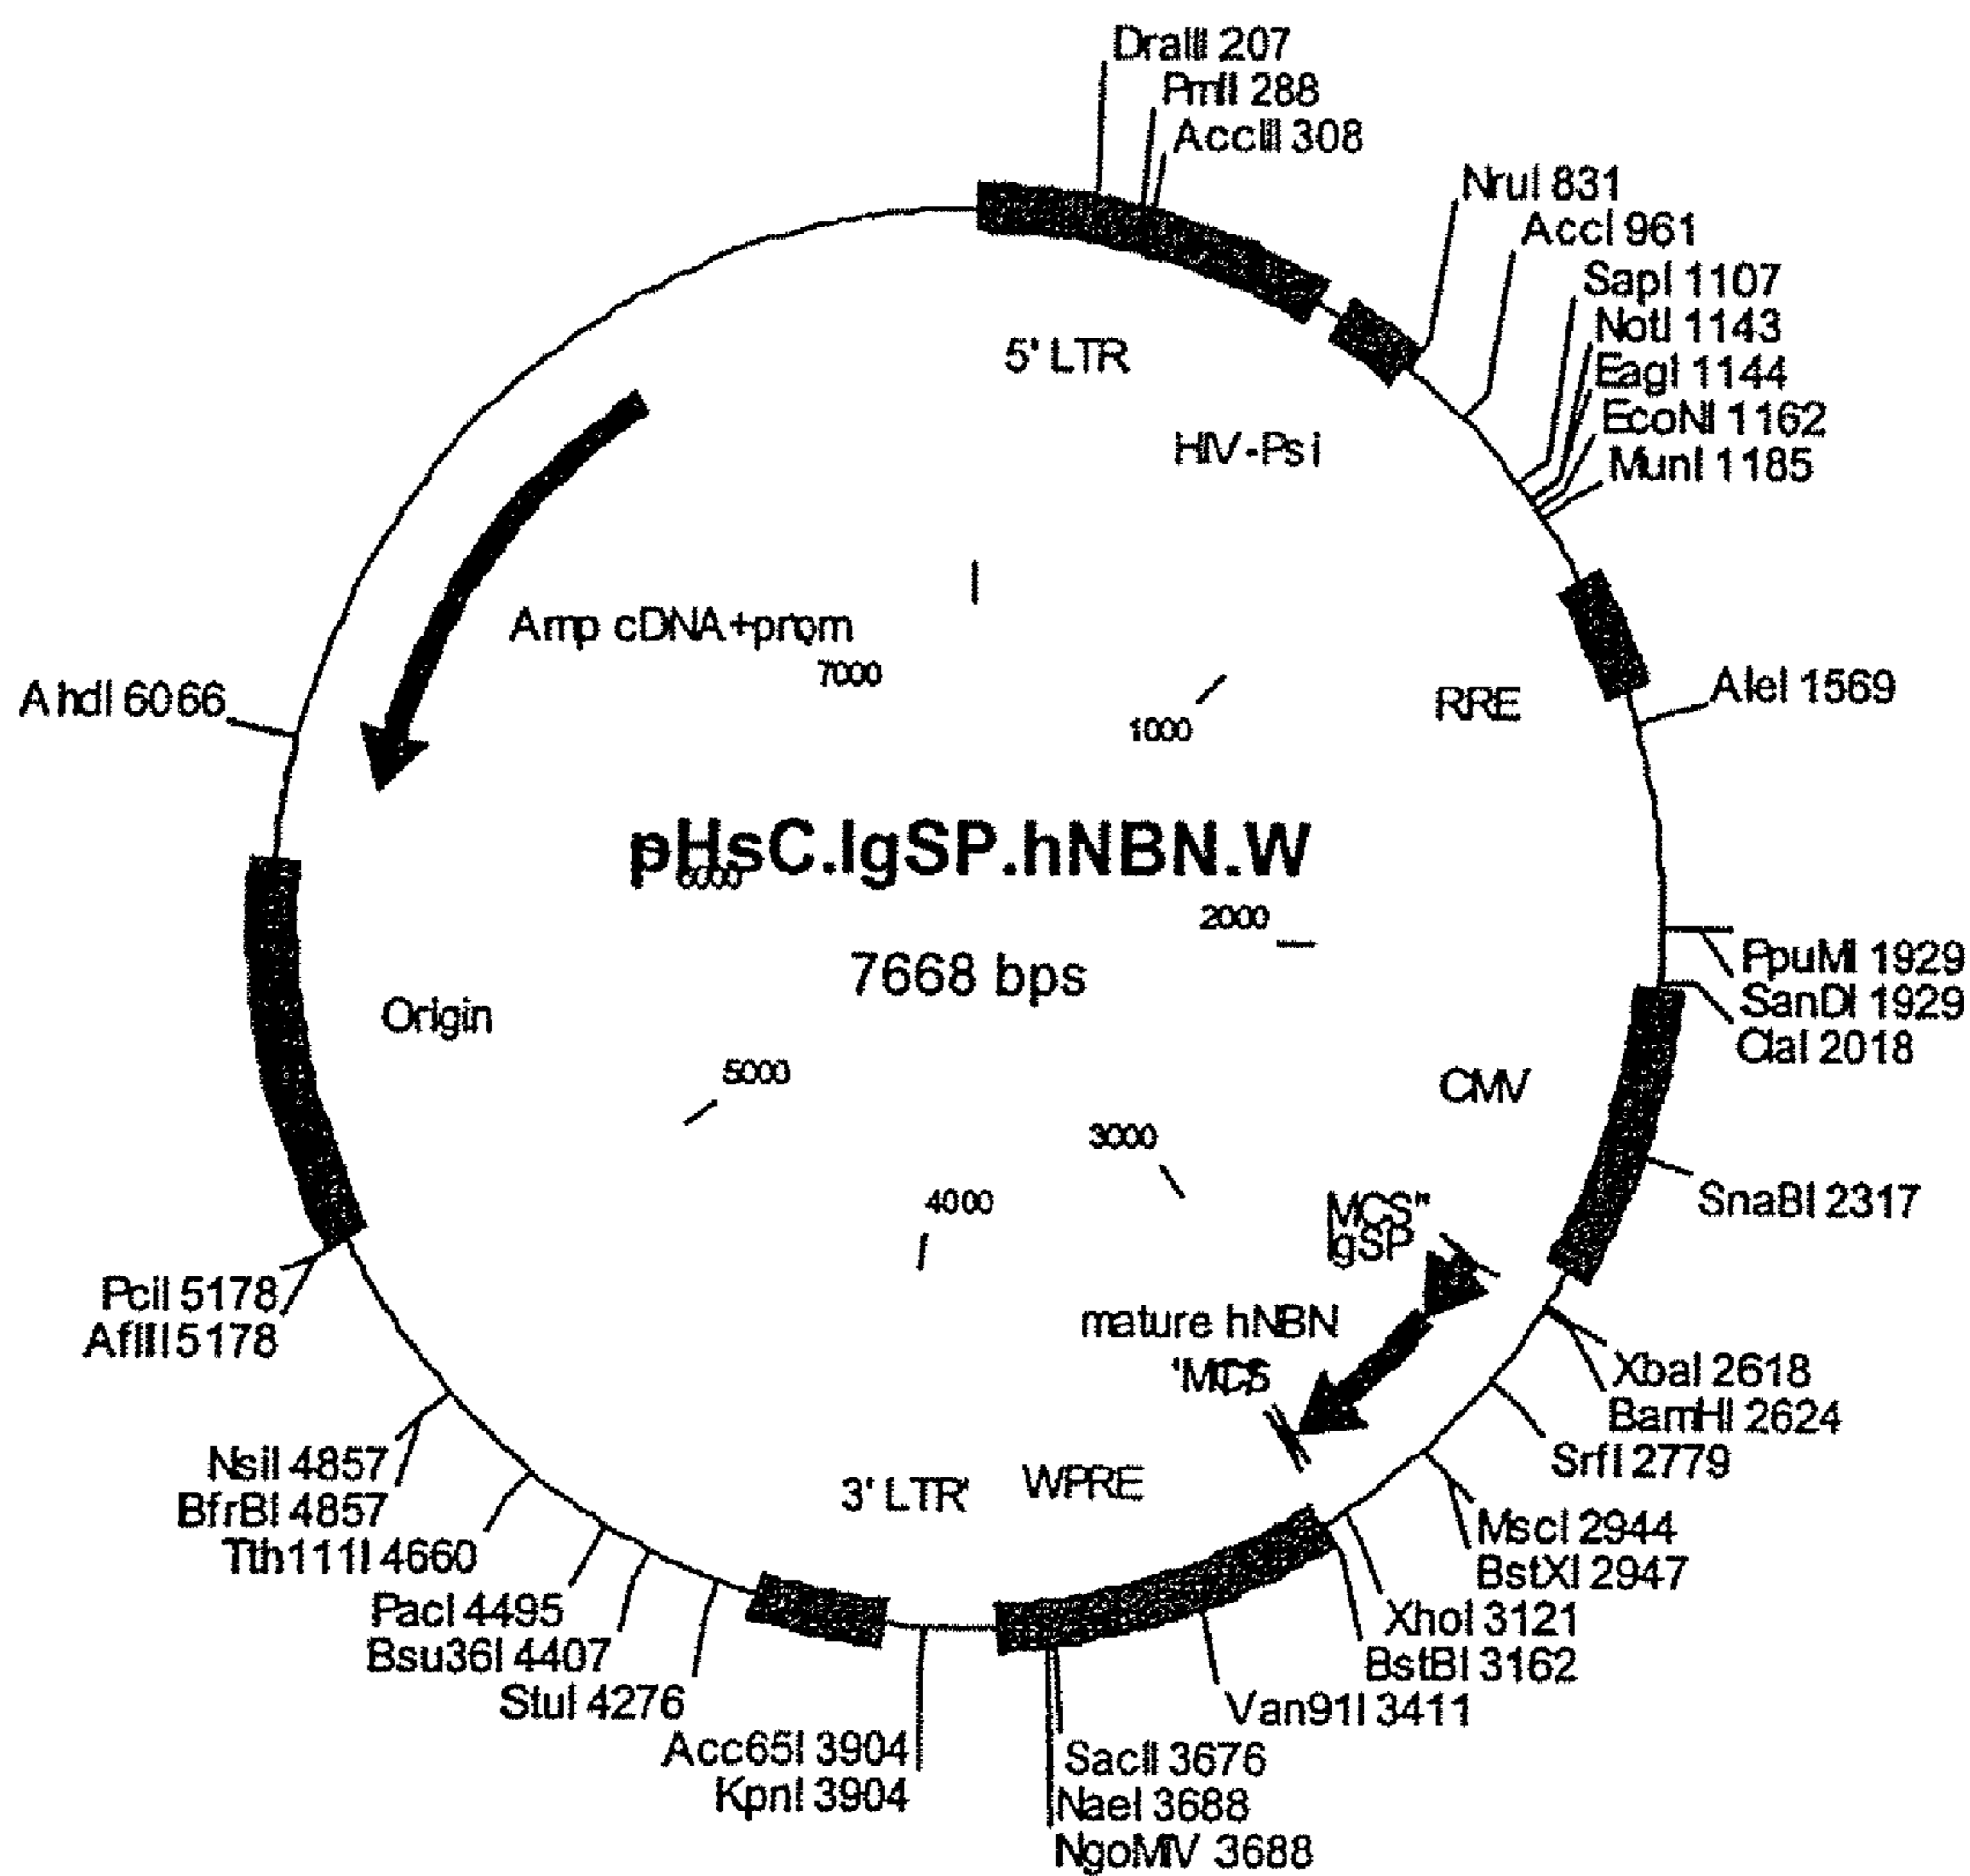 DraIII 207
PmlI 288
AccIII 308
NruI 831
AccI 961
SapI 1107
NotI 1143
EagI 1144
EcoNI 1162
MunI 1185
5' LTR
HIV-Psi
Amp cDNA+prom
7000
1000
RRE
AleI 1569
AhdI 6066
pHsC.IgSP.hNBN.W
6000
2000
7668 bps
PpuMI 1929
SanDI 1929
ClaI 2018
Origin
5000
CMV
3000
4000
MCS"
IgSP
SnaBI 2317
PciI 5178
AflIII 5178
mature hNBN
'MCS
XbaI 2618
BamHI 2624
SrfI 2779
NsiI 4857
BfrBI 4857
Tth111I 4660
3' LTR'
WPRE
MscI 2944
BstXI 2947
PacI 4495
Bsu36I 4407
StuI 4276
XhoI 3121
BstBI 3162
Van91I 3411
Acc65I 3904
KpnI 3904
SacII 3676
NaeI 3688
NgoMIV 3688